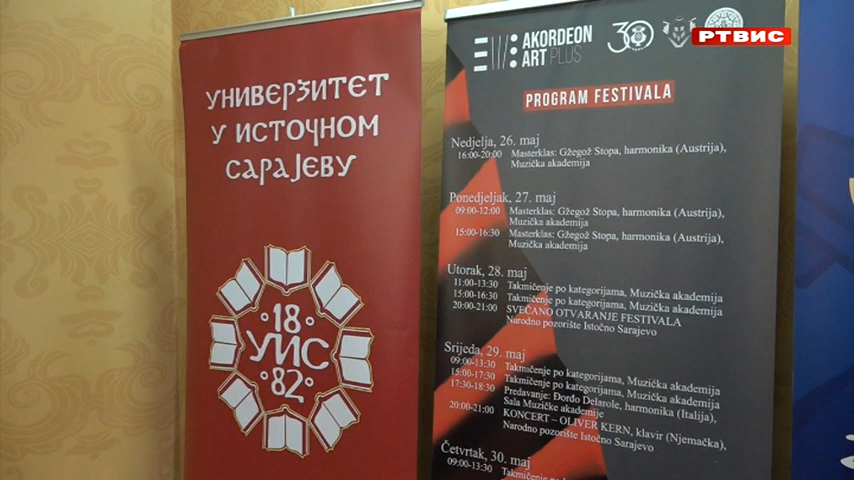 РТВИС
УНИВЕРЗИТЕТ
У ИСТОЧНОМ
САРАЈЕВУ
18
УИС
82
AKORDEON
ART PLUS
30
PROGRAM FESTIVALA
Nedjelja, 26. maj
16:00-20:00 Masterklas: Gžegož Stopa, harmonika (Austrija),
Muzička akademija
Ponedjeljak, 27. maj
09:00-12:00 Masterklas: Gžegož Stopa, harmonika (Austrija),
Muzička akademija
15:00-16:30 Masterklas: Gžegož Stopa, harmonika (Austrija),
Muzička akademija
Utorak, 28. maj
11:00-13:30 Takmičenje po kategorijama, Muzička akademija
15:00-16:30 Takmičenje po kategorijama, Muzička akademija
20:00-21:00 SVEČANO OTVARANJE FESTIVALA
Narodno pozorište Istočno Sarajevo
Srijeda, 29. maj
09:00-13:30 Takmičenje po kategorijama, Muzička akademija
15:00-17:30 Takmičenje po kategorijama, Muzička akademija
17:30-18:30 Predavanje: Đorđo Delarole, harmonika (Italija),
Sala Muzičke akademije
20:00-21:00 KONCERT – OLIVER KERN, klavir (Njemačka),
Narodno pozorište Istočno Sarajevo
Četvrtak, 30. maj
09:00-13:30 Takmičenje po kategorijama